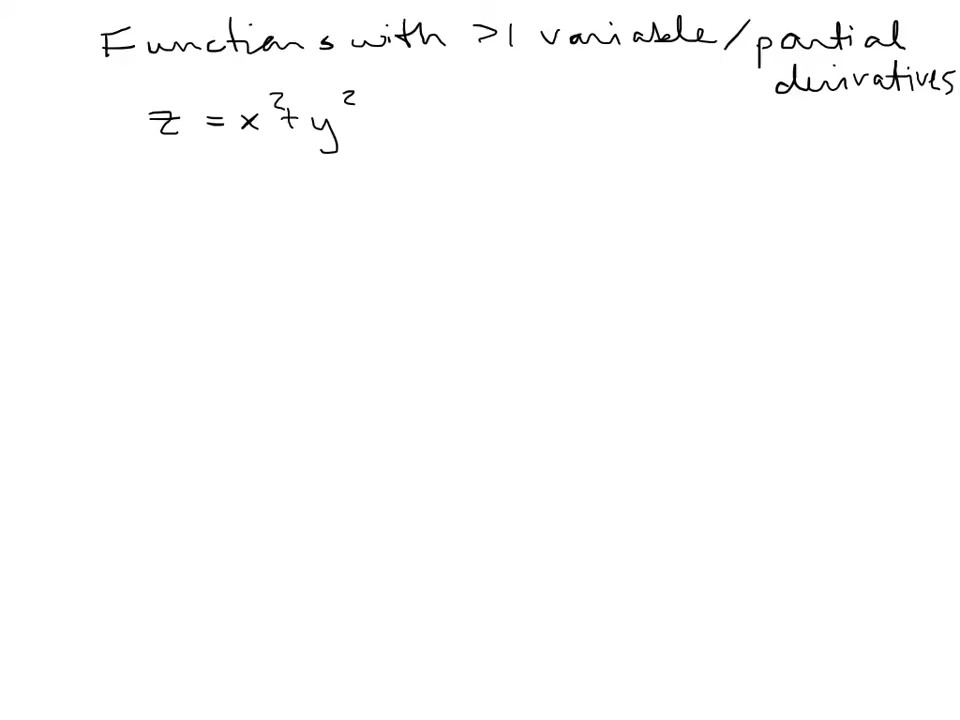 Functions with >1 variable/partial
derivatives
z = x² + y²